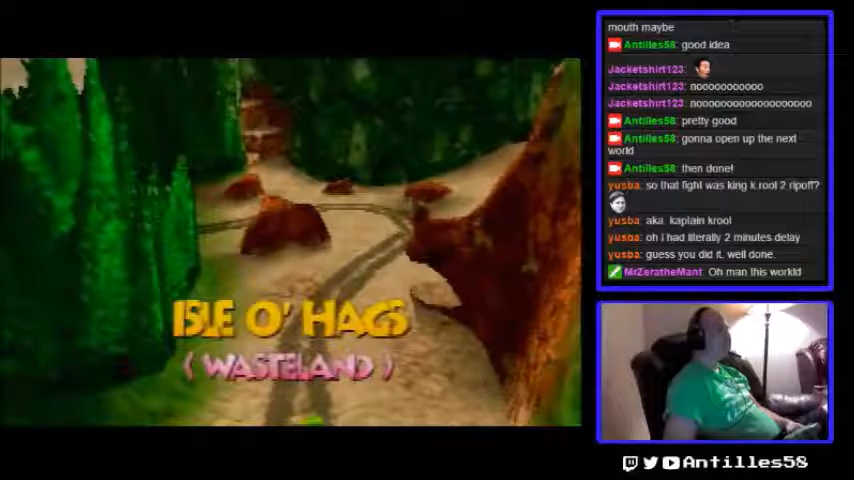 ISLE O' HAGS
( WASTELAND )
mouth maybe
Antilles58: good idea
Jacketshirt123:
Jacketshirt123: nooooooooooo
Jacketshirt123: noooooooooooooooooooo
Antilles58: pretty good
Antilles58: gonna open up the next
world
Antilles58: then done!
yusba: so that fight was king k rool 2 ripoff?
yusba: aka kaplain krool
yusba: oh i had literally 2 minutes delay
yusba: guess you did it. well done.
MrZeratheMant: Oh man this workld
Antilles58